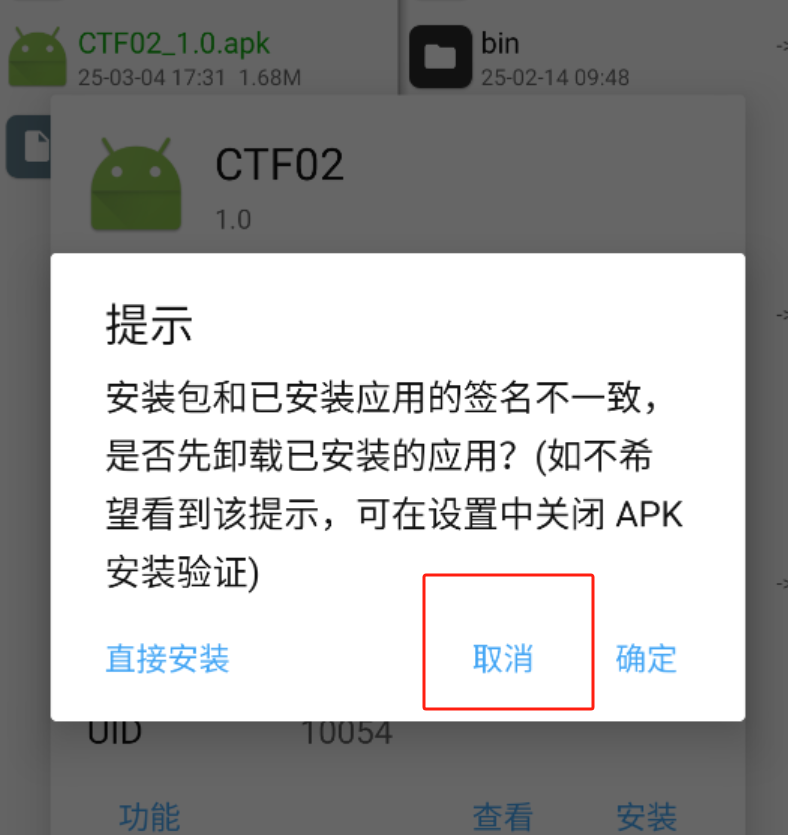 CTF02_1.0.apk
25-03-04 17:31 1.68M
bin
25-02-14 09:48
CTF02
1.0
提示
安装包和已安装应用的签名不一致，
是否先卸载已安装的应用？(如不希
望看到该提示，可在设置中关闭 APK
安装验证)
直接安装
取消
确定
UID
10054
功能
查看
安装